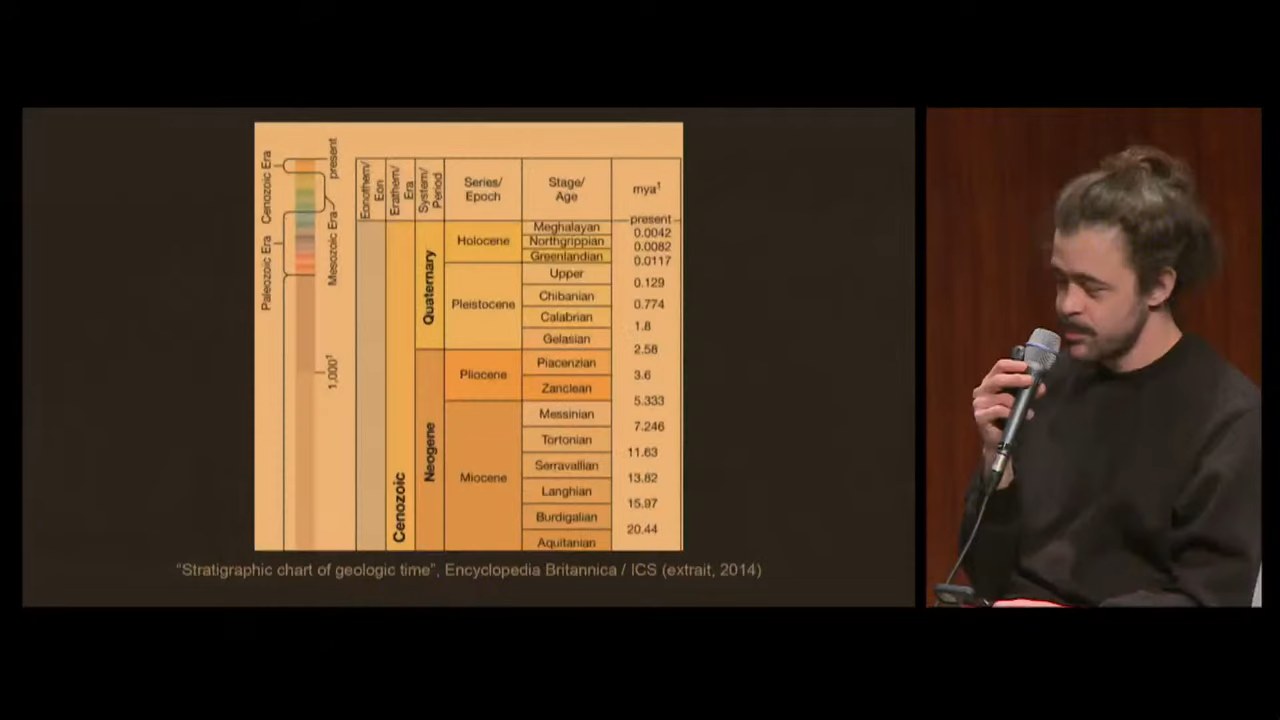 Cenozoic Era
present
Paleozoic Era
Mesozoic Era
1,000¹
Eonothem/
Eon
Erathem/
Era
System/
Period
Series/
Epoch
Stage/
Age
mya¹
present
Cenozoic
Quaternary
Holocene
Meghalayan
0.0042
Northgrippian
0.0082
Greenlandian
0.0117
Pleistocene
Upper
0.129
Chibanian
0.774
Calabrian
1.8
Gelasian
2.58
Neogene
Pliocene
Piacenzian
3.6
Zanclean
5.333
Miocene
Messinian
7.246
Tortonian
11.63
Serravallian
13.82
Langhian
15.97
Burdigalian
20.44
Aquitanian
“Stratigraphic chart of geologic time”, Encyclopedia Britannica / ICS (extrait, 2014)